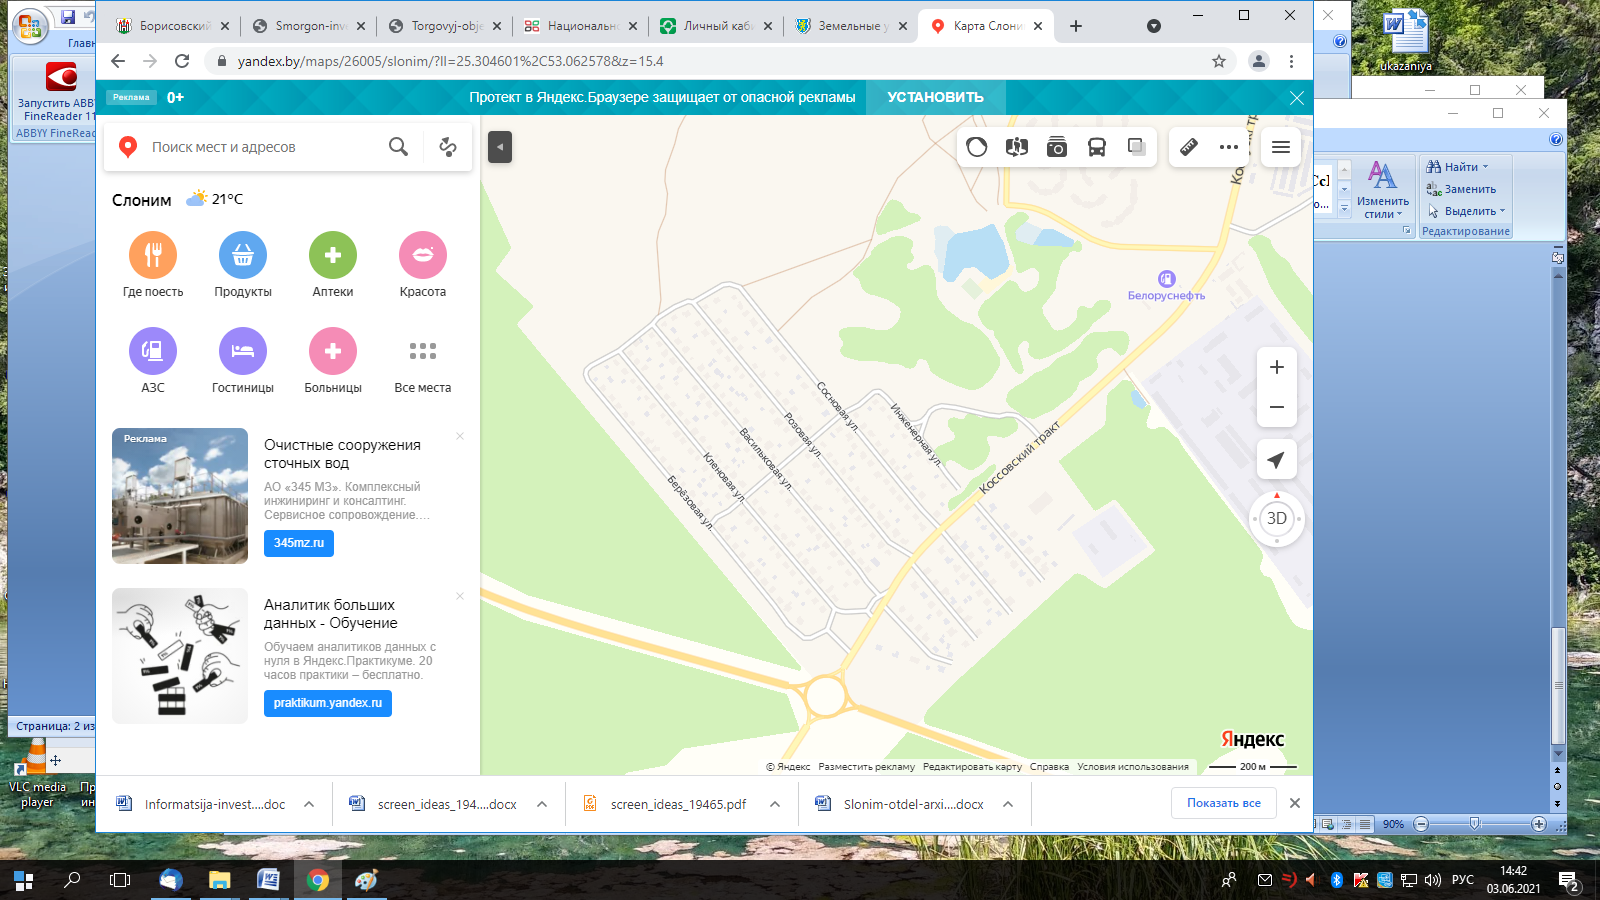 Борисовский
Smorgon-inve
Torgovyj-obje
Национально
Личный каби
Земельные у
Карта Слони
yandex.by/maps/26005/slonim/?ll=25.304601%2C53.062578&z=15.4
Реклама 0+ Протект в Яндекс.Браузере защищает от опасной рекламы УСТАНОВИТЬ
Главн
Запустить ABBY
FineReader 11
ABBYY FineRead
Страница: 2 из
VLC media
player
ukazaniya
Поиск мест и адресов
Слоним 21°C
Где поесть Продукты Аптеки Красота
АЗС Гостиницы Больницы Все места
Реклама
Очистные сооружения
сточных вод
АО «345 МЗ». Комплексный
инжиниринг и консалтинг.
Сервисное сопровождение....
345mz.ru
Аналитик больших
данных - Обучение
Обучаем аналитиков данных с
нуля в Яндекс.Практикуме. 20
часов практики – бесплатно.
praktikum.yandex.ru
Белоруснефть
Сосновая ул.
Инженерная ул.
Розовая ул.
Васильковая ул.
Кленовая ул.
Берёзовая ул.
Коссовский тракт
3D
Яндекс
© Яндекс Разместить рекламу Редактировать карту Справка Условия использования 200 м
Найти
Заменить
Выделить
Изменить
стили
Редактирование
Informatsija-invest....doc
screen_ideas_194....docx
screen_ideas_19465.pdf
Slonim-otdel-arxi....docx
Показать все
90%
РУС
14:42
03.06.2021
2